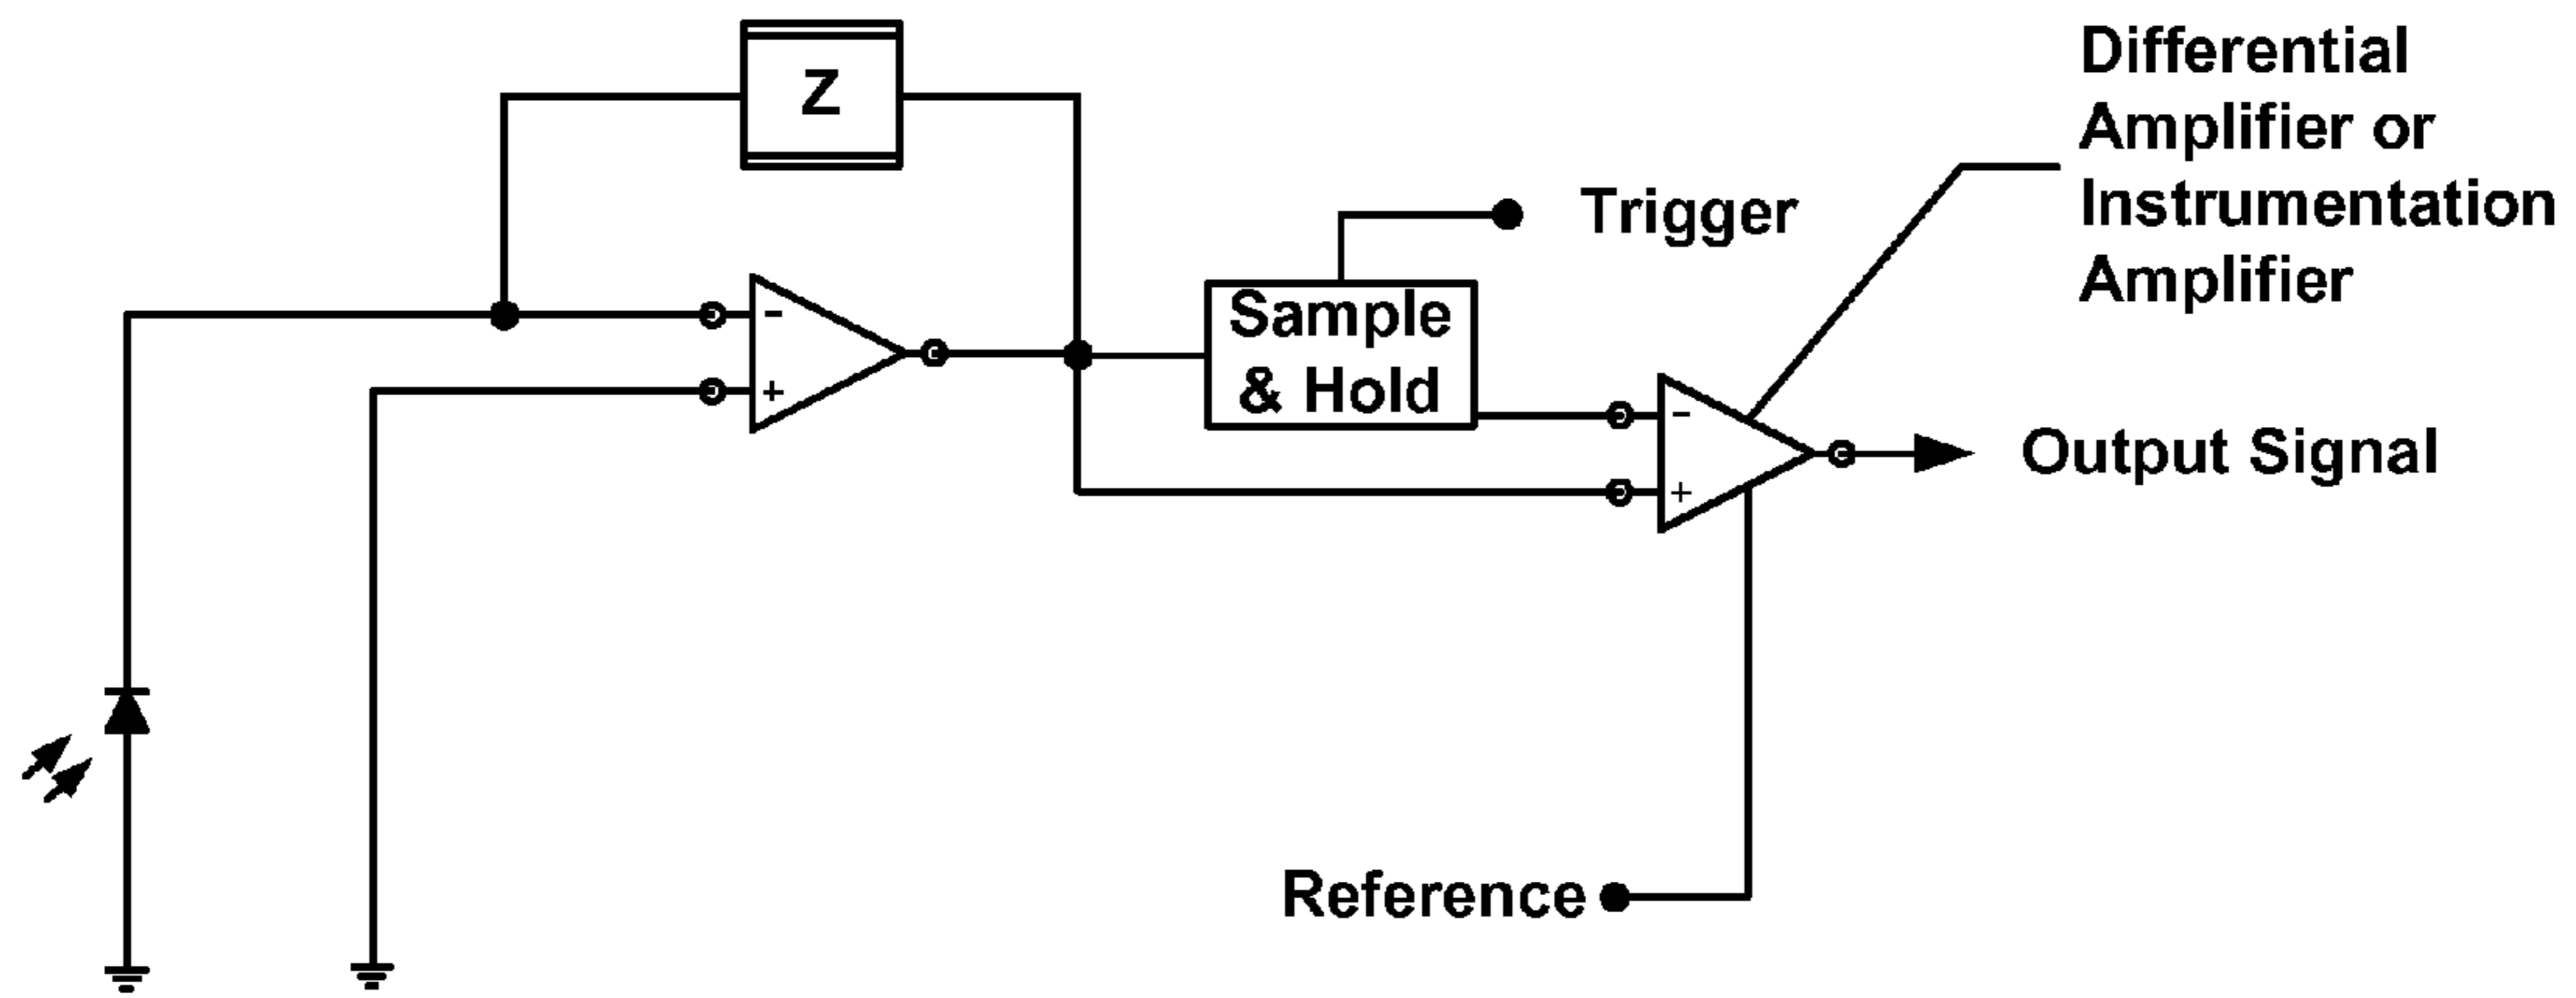 Z
Differential
Amplifier or
Instrumentation
Amplifier
Trigger
Sample
& Hold
-
+
-
+
Output Signal
Reference